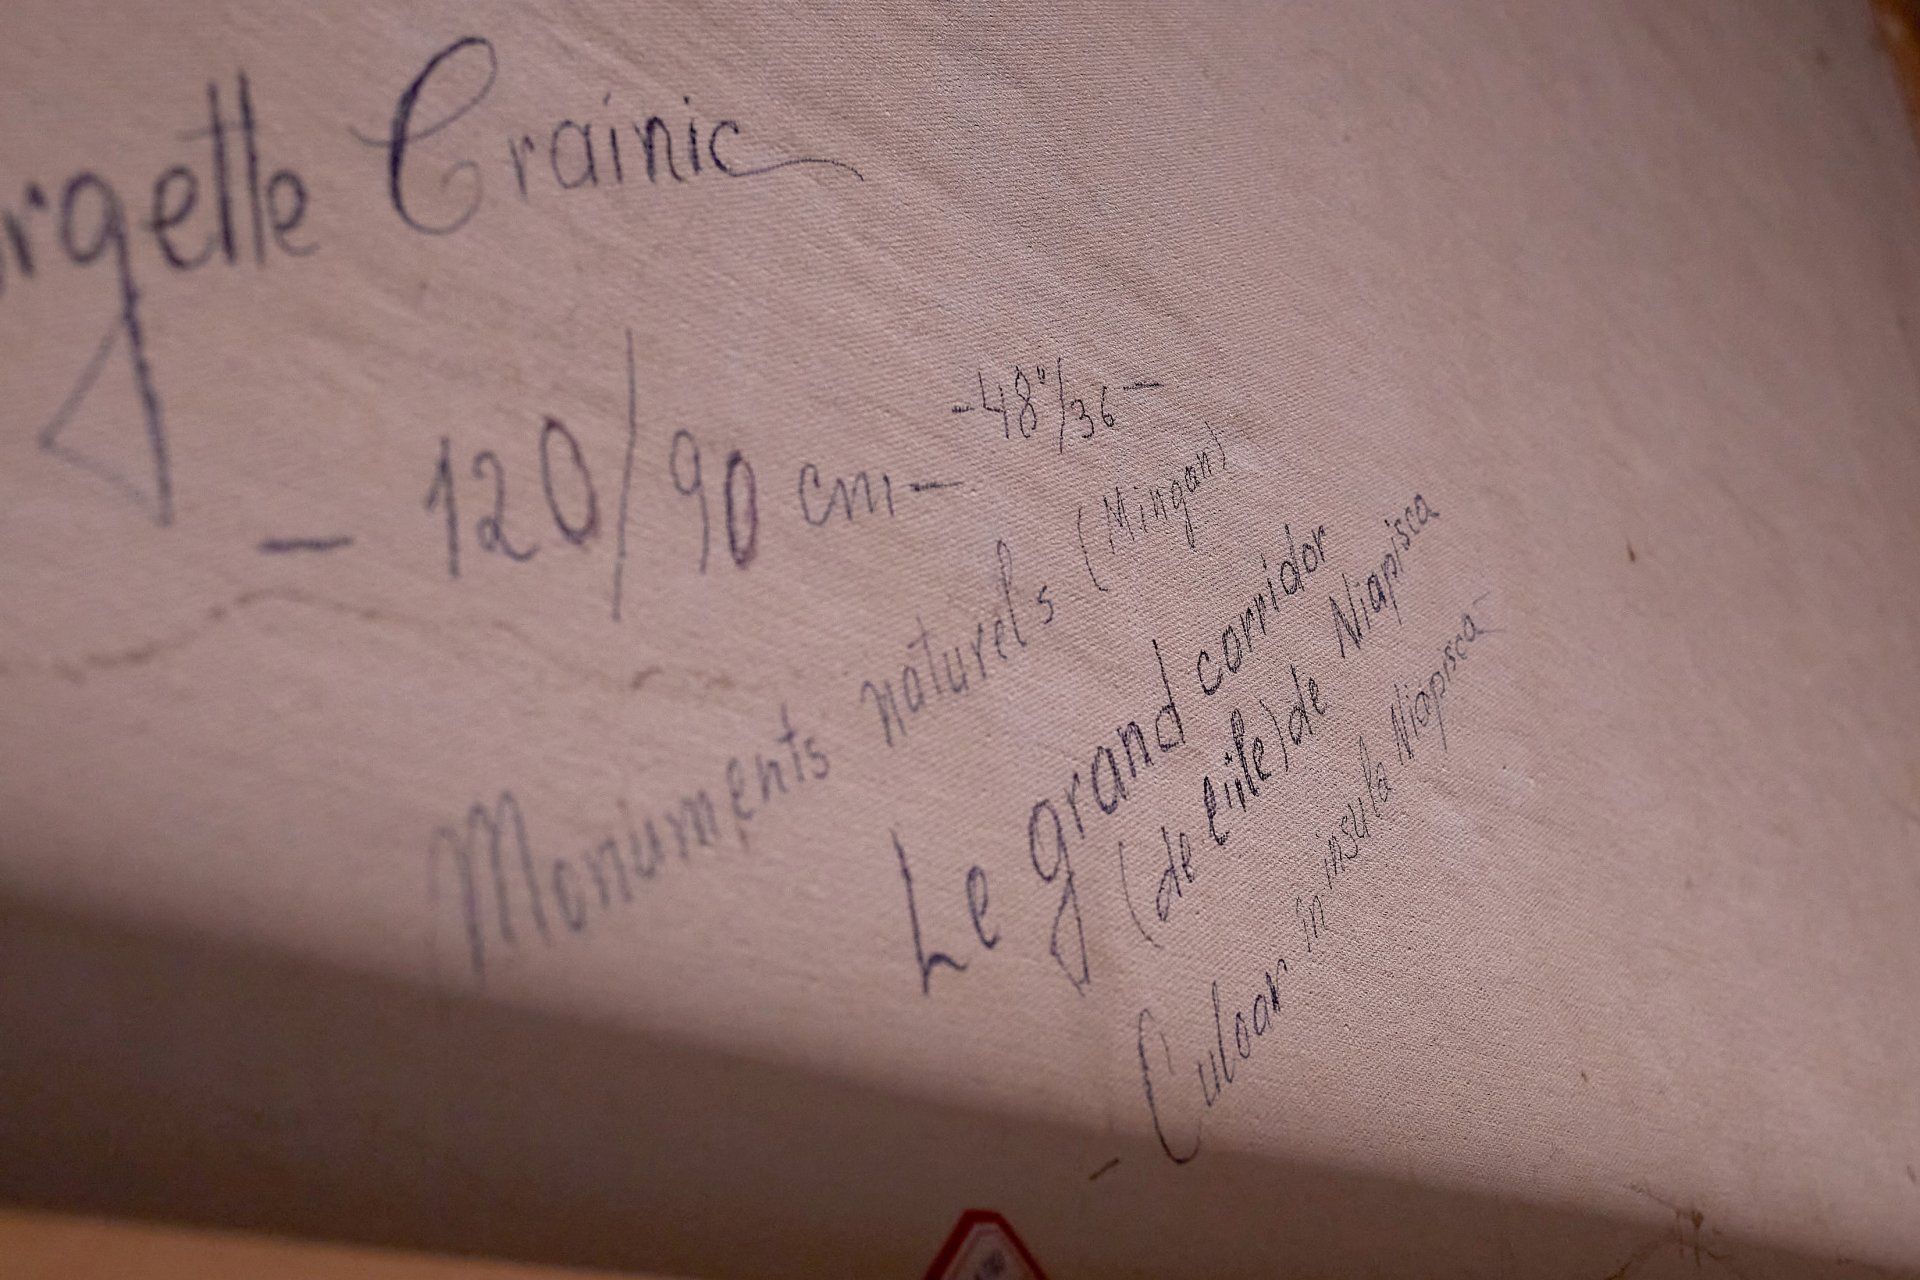 rgette Crainic
- 120/90 cm -
- 48"/36 -
Monuments naturels (Mingan)
Le grand corridor
(de l'île) de Niapisca
- Culoar în insula Niapisca -